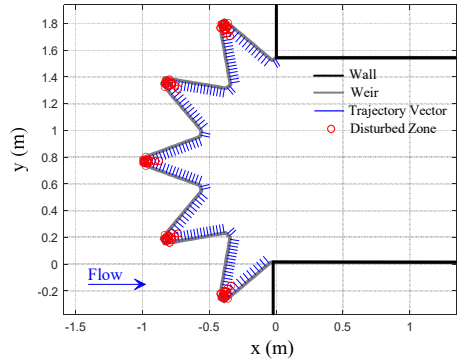 1.8
1.6
1.4
1.2
1
0.8
0.6
0.4
0.2
0
-0.2
y (m)
Wall
Weir
Trajectory Vector
Disturbed Zone
Flow
-1.5 -1 -0.5 0 0.5 1
x (m)